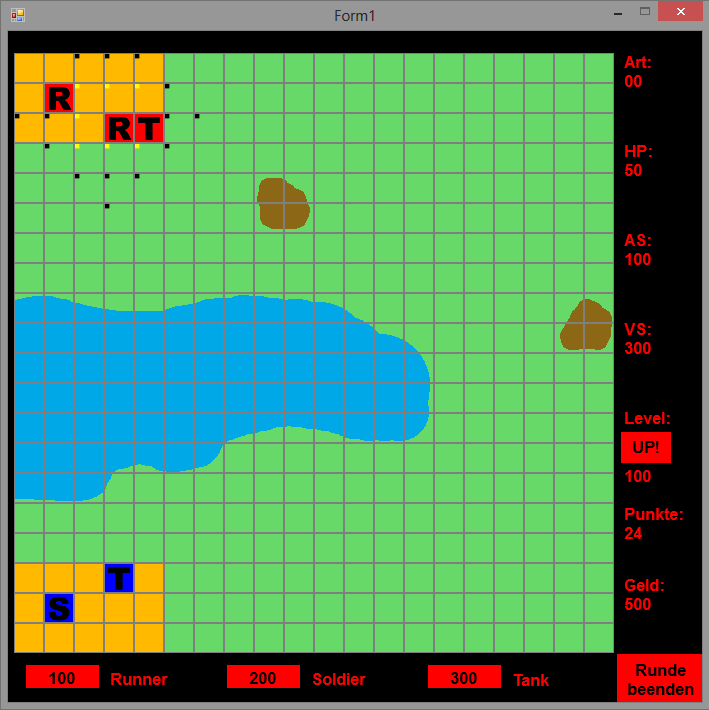 Form1
Art:
00
R
R T
HP:
50
AS:
100
VS:
300
Level:
UP!
100
Punkte:
24
T
Geld:
500
S
100 Runner 200 Soldier 300 Tank
Runde
beenden